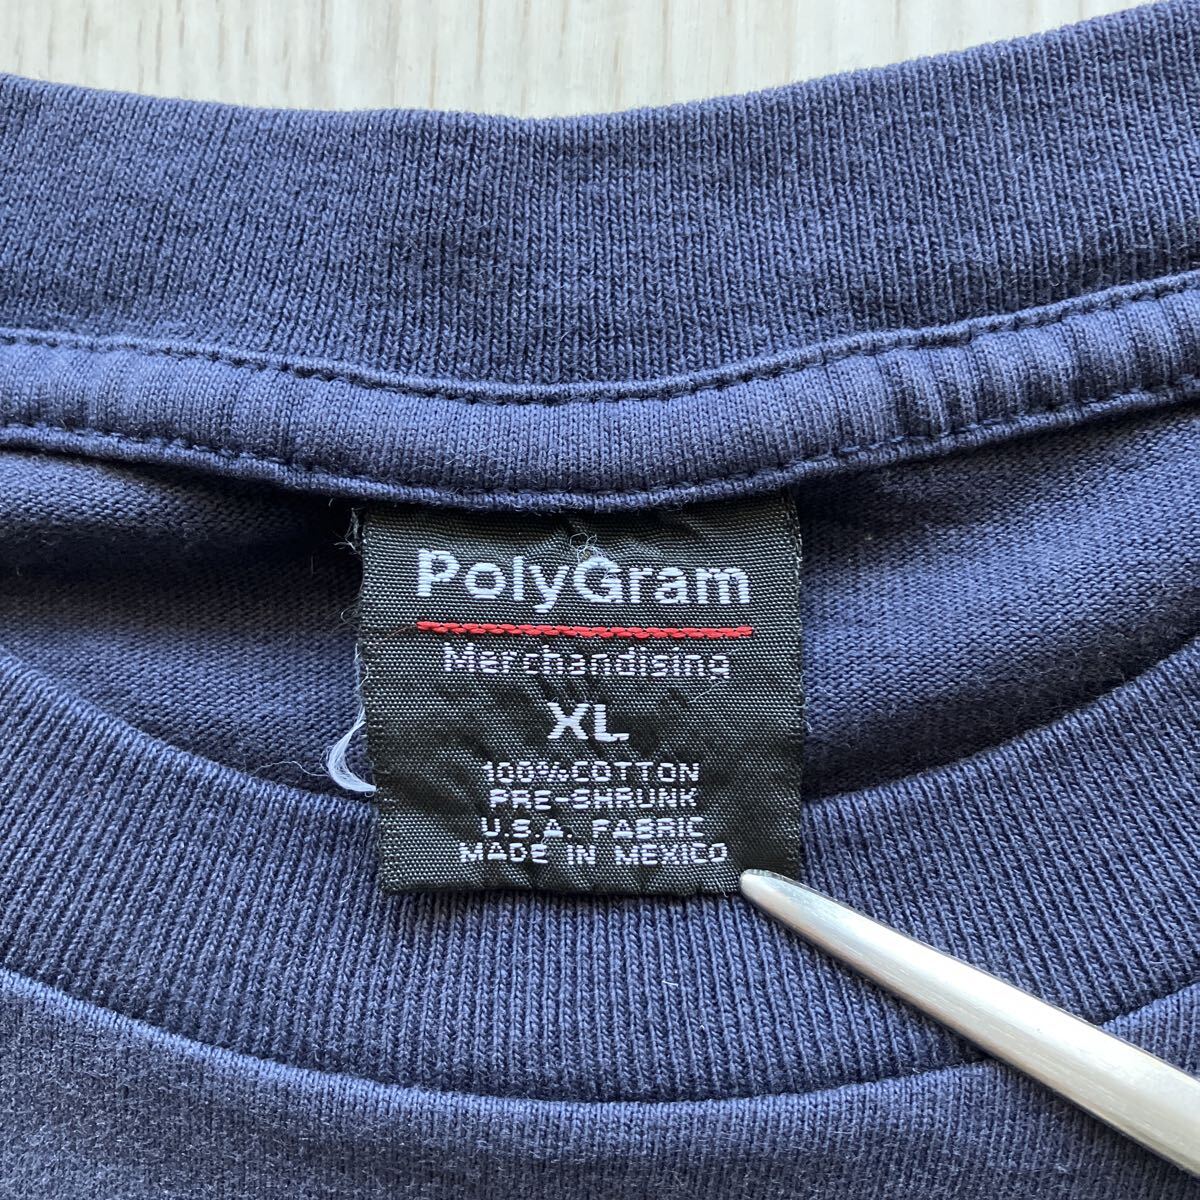 PolyGram
Merchandising
XL
100%COTTON
PRE-SHRUNK
U.S.A. FABRIC
MADE IN MEXICO